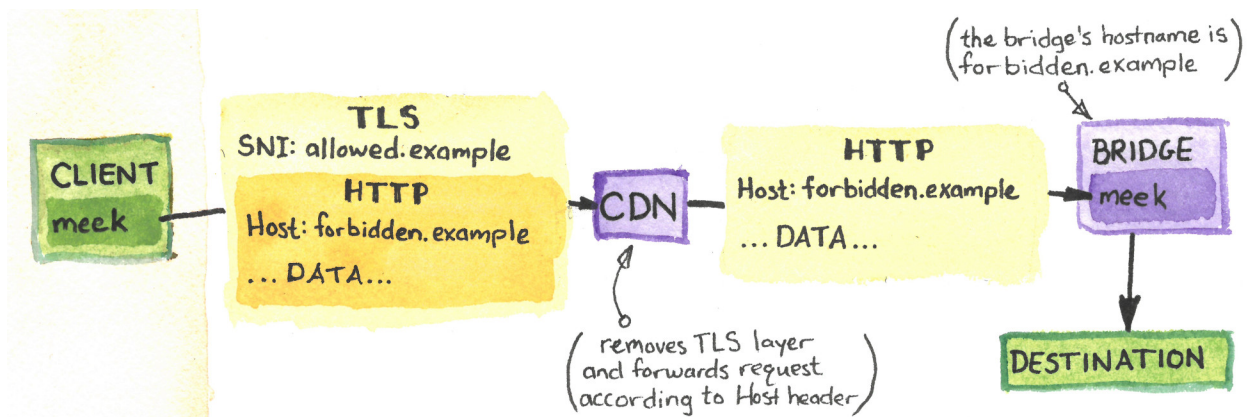 CLIENT
meek
TLS
SNI: allowed.example
HTTP
Host: forbidden.example
...DATA...
CDN
(removes TLS layer
and forwards request
according to Host header)
HTTP
Host: forbidden.example
...DATA...
(the bridge's hostname is
forbidden.example)
BRIDGE
meek
DESTINATION